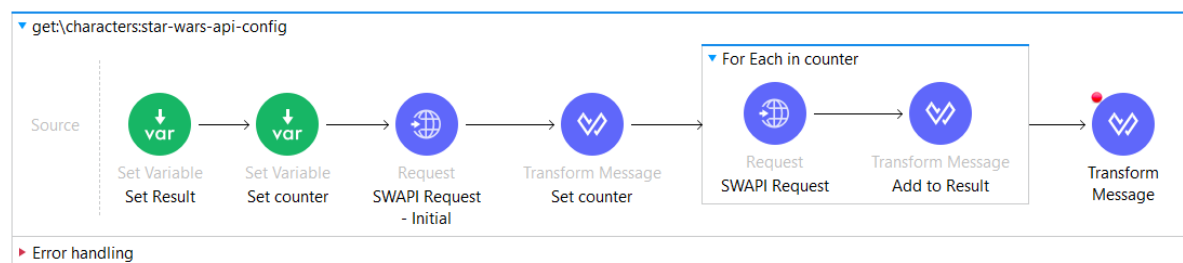 get:\characters:star-wars-api-config
For Each in counter
Source
var
var
Set Variable
Set Result
Set Variable
Set counter
Request
SWAPI Request
- Initial
Transform Message
Set counter
Request
SWAPI Request
Transform Message
Add to Result
Transform
Message
Error handling